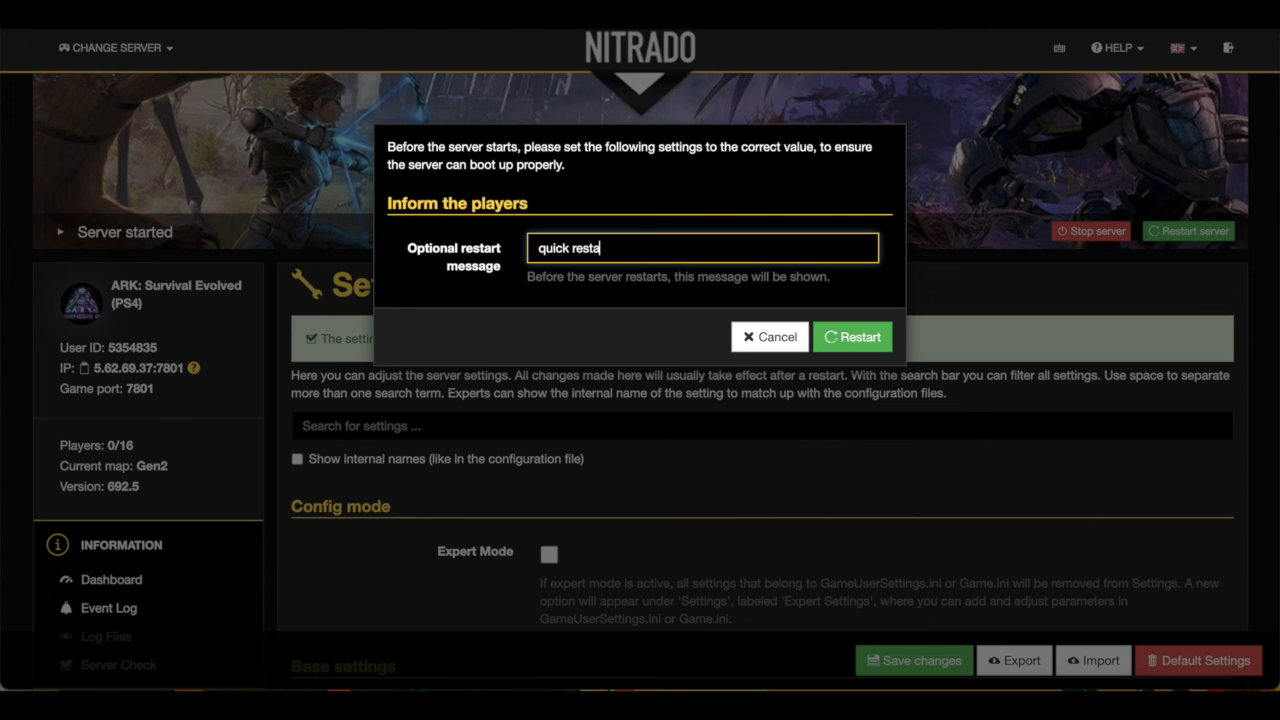 CHANGE SERVER
NITRADO
HELP
Before the server starts, please set the following settings to the correct value, to ensure
the server can boot up properly.
Inform the players
Optional restart
message
quick resta
Before the server restarts, this message will be shown.
Cancel
Restart
Server started
Stop server
Restart server
ARK: Survival Evolved
(PS4)
User ID: 5354835
IP: 5.62.69.37:7801
Game port: 7801
Players: 0/16
Current map: Gen2
Version: 692.5
INFORMATION
Dashboard
Event Log
Log Files
Server Check
Se
The settin
Here you can adjust the server settings. All changes made here will usually take effect after a restart. With the search bar you can filter all settings. Use space to separate
more than one search term. Experts can show the internal name of the setting to match up with the configuration files.
Search for settings ...
Show internal names (like in the configuration file)
Config mode
Expert Mode
If expert mode is active, all settings that belong to GameUserSettings.ini or Game.ini will be removed from Settings. A new
option will appear under 'Settings', labeled 'Expert Settings', where you can add and adjust parameters in
GameUserSettings.ini or Game.ini.
Base settings
Save changes
Export
Import
Default Settings